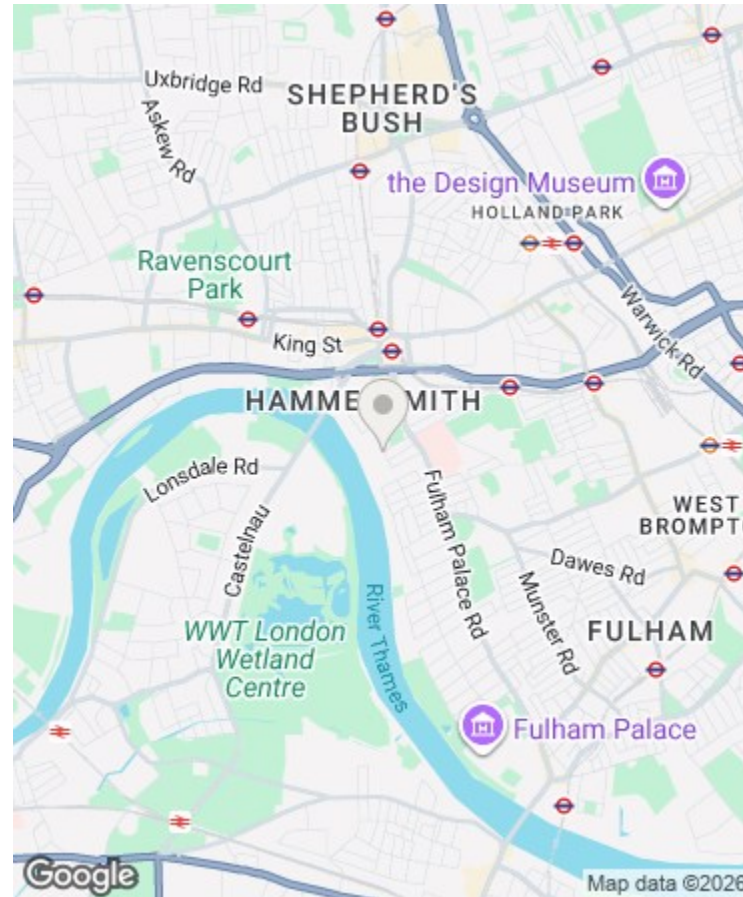 Uxbridge Rd
SHEPHERD'S
BUSH
Askew Rd
the Design Museum
HOLLAND PARK
Ravenscourt
Park
Warwick Rd
King St
HAMME SMITH
Lonsdale Rd
Castelnau
Fulham Palace Rd
WEST
BROMPT
Dawes Rd
Munster Rd
River Thames
WWT London
Wetland
Centre
FULHAM
Fulham Palace
Google
Map data ©2026